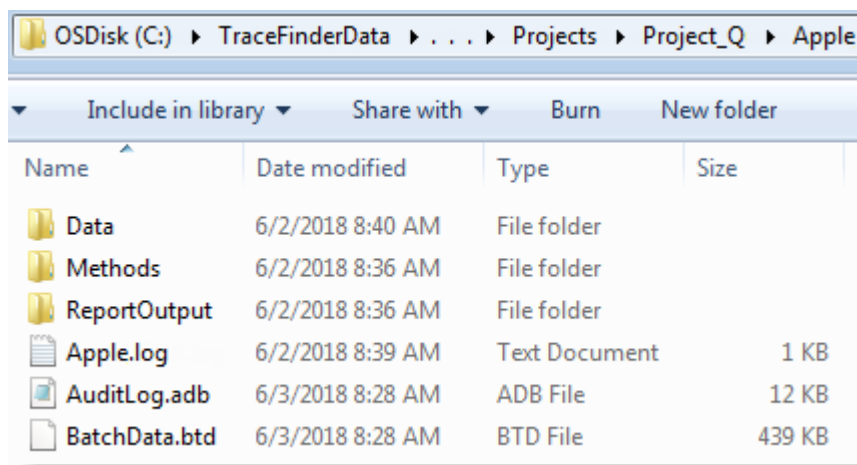 OSDisk (C:) ▸ TraceFinderData ▸ . . . ▸ Projects ▸ Project_Q ▸ Apple
Include in library Share with Burn New folder
Name Date modified Type Size
Data 6/2/2018 8:40 AM File folder
Methods 6/2/2018 8:36 AM File folder
ReportOutput 6/2/2018 8:36 AM File folder
Apple.log 6/2/2018 8:39 AM Text Document 1 KB
AuditLog.adb 6/3/2018 8:28 AM ADB File 12 KB
BatchData.btd 6/3/2018 8:28 AM BTD File 439 KB